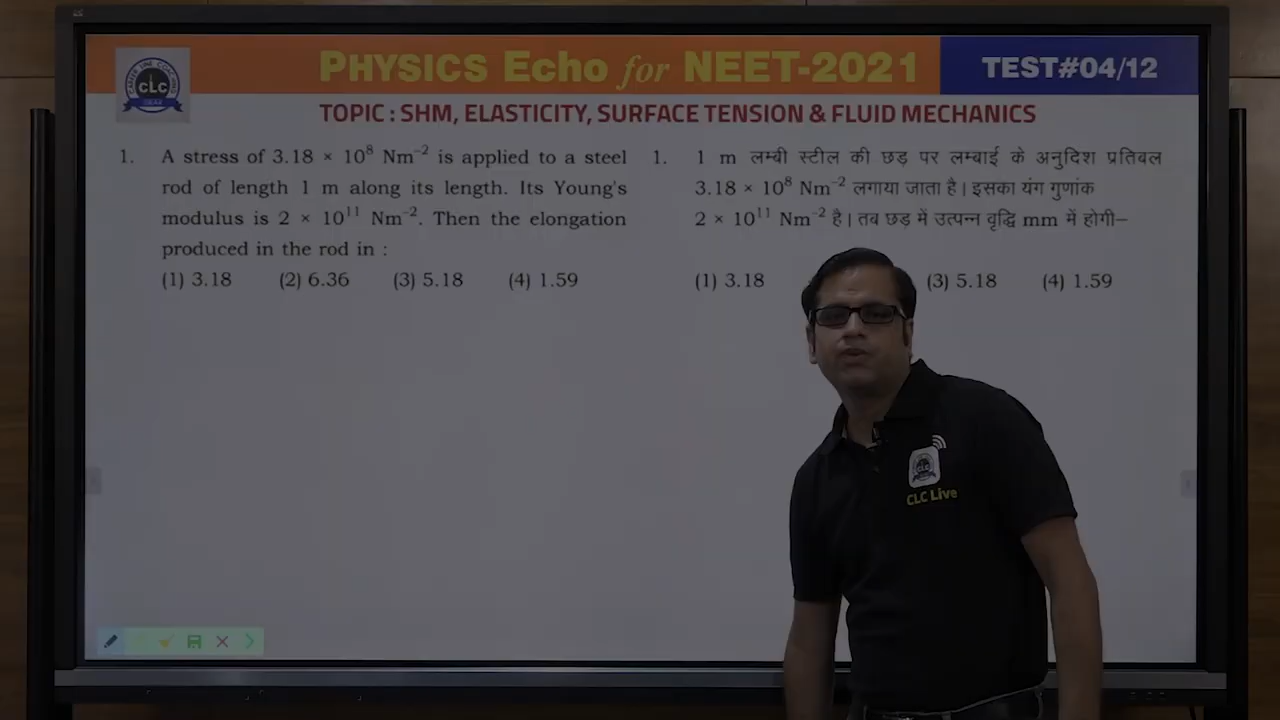 PHYSICS Echo for NEET-2021
TEST#04/12
CLC
TOPIC : SHM, ELASTICITY, SURFACE TENSION & FLUID MECHANICS
1. A stress of 3.18 × 10⁸ Nm⁻² is applied to a steel
rod of length 1 m along its length. Its Young's
modulus is 2 × 10¹¹ Nm⁻². Then the elongation
produced in the rod in :
(1) 3.18 (2) 6.36 (3) 5.18 (4) 1.59
1. 1 m लम्बी स्टील की छड़ पर लम्बाई के अनुदिश प्रतिबल
3.18 × 10⁸ Nm⁻² लगाया जाता है। इसका यंग गुणांक
2 × 10¹¹ Nm⁻² है। तब छड़ में उत्पन्न वृद्धि mm में होगी–
(1) 3.18 (3) 5.18 (4) 1.59
CLC Live